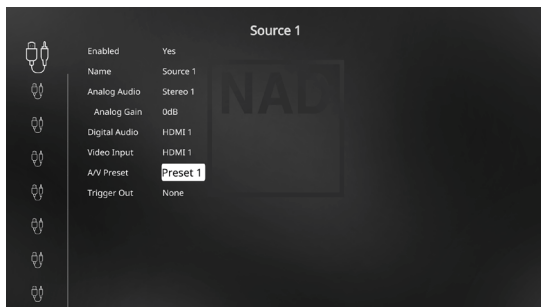 Source 1
NAD
Enabled Yes
Name Source 1
Analog Audio Stereo 1
Analog Gain 0dB
Digital Audio HDMI 1
Video Input HDMI 1
A/V Preset Preset 1
Trigger Out None